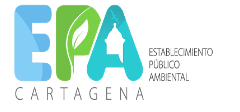 EPA
ESTABLECIMIENTO
PÚBLICO
AMBIENTAL
CARTAGENA